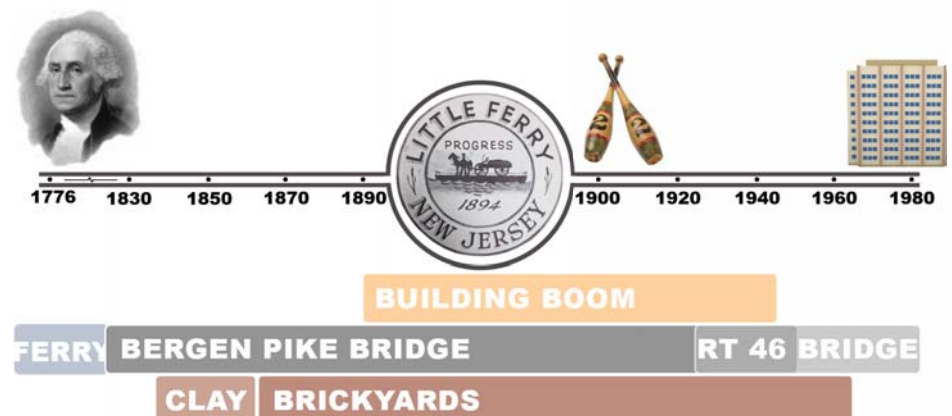 LITTLE FERRY
PROGRESS
1894
NEW JERSEY
1776 1830 1850 1870 1890 1900 1920 1940 1960 1980
BUILDING BOOM
FERRY BERGEN PIKE BRIDGE RT 46 BRIDGE
CLAY BRICKYARDS